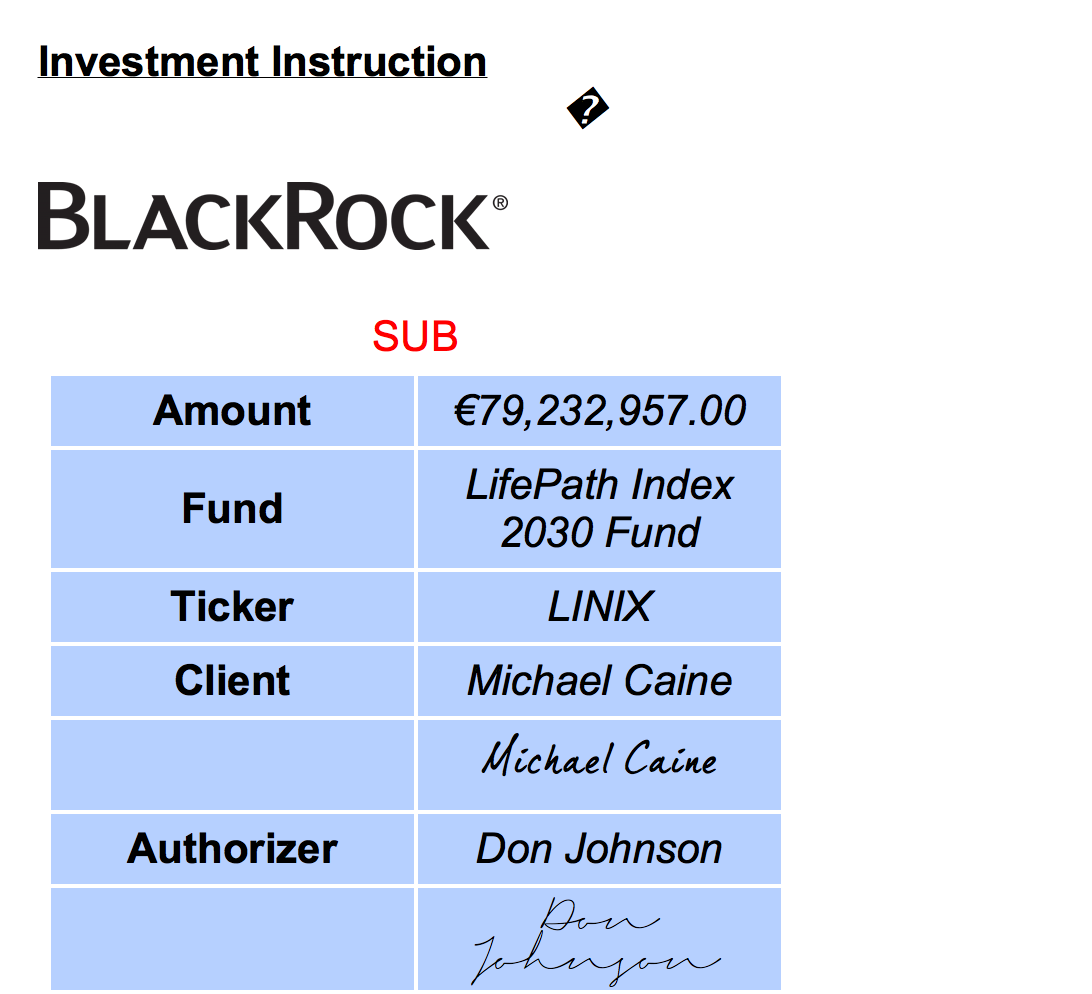 Investment Instruction
�
BLACKROCK®
SUB
Amount €79,232,957.00
Fund LifePath Index
2030 Fund
Ticker LINIX
Client Michael Caine
Michael Caine
Authorizer Don Johnson
Don
Johnson